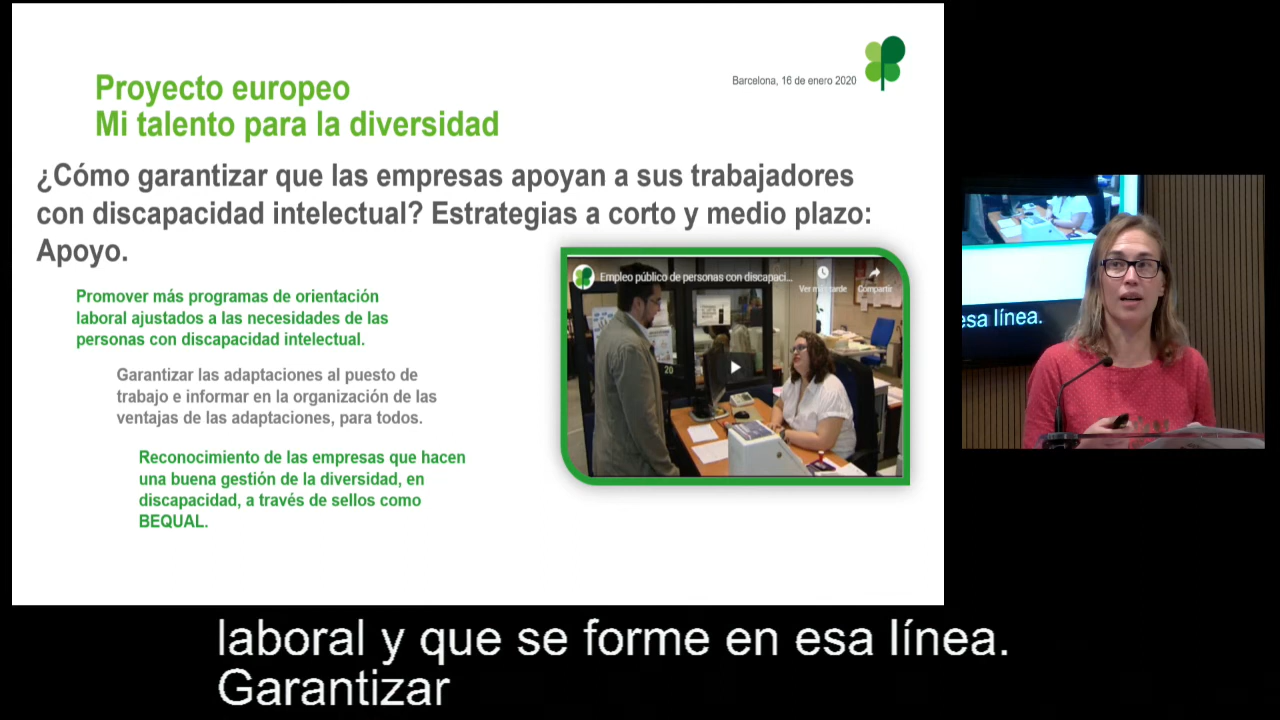 Barcelona, 16 de enero 2020
Proyecto europeo
Mi talento para la diversidad
¿Cómo garantizar que las empresas apoyan a sus trabajadores
con discapacidad intelectual? Estrategias a corto y medio plazo:
Apoyo.
Promover más programas de orientación
laboral ajustados a las necesidades de las
personas con discapacidad intelectual.
Garantizar las adaptaciones al puesto de
trabajo e informar en la organización de las
ventajas de las adaptaciones, para todos.
Reconocimiento de las empresas que hacen
una buena gestión de la diversidad, en
discapacidad, a través de sellos como
BEQUAL.
Empleo público de personas con discapaci...
Ver más tarde
Compartir
20
esa línea.
laboral y que se forme en esa línea.
Garantizar